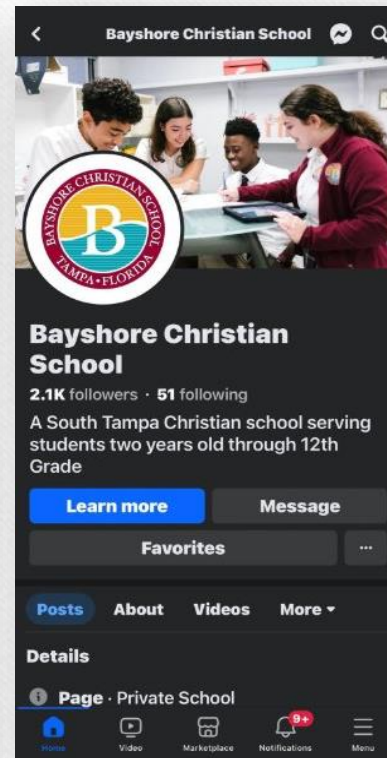 Bayshore Christian School
BAYSHORE CHRISTIAN SCHOOL
B
TAMPA • FLORIDA
Bayshore Christian
School
2.1K followers · 51 following
A South Tampa Christian school serving
students two years old through 12th
Grade
Learn more
Message
Favorites
Posts About Videos More
Details
Page · Private School
9+
Home Video Marketplace Notifications Menu